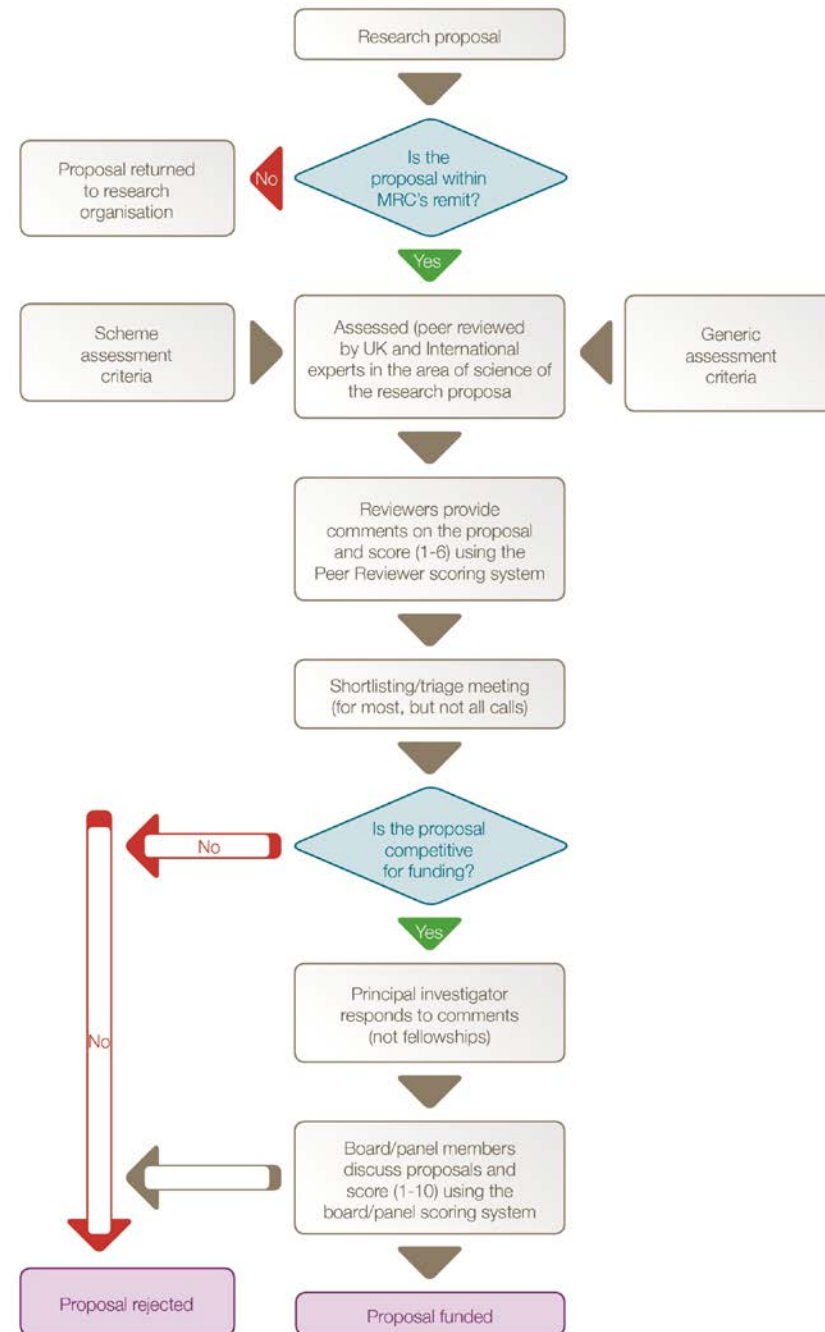 Research proposal
Is the
proposal within
MRC's remit?
No
Proposal returned
to research
organisation
Yes
Scheme
assessment
criteria
Assessed (peer reviewed
by UK and International
experts in the area of science of
the research proposa
Generic
assessment
criteria
Reviewers provide
comments on the proposal
and score (1-6) using the
Peer Reviewer scoring system
Shortlisting/triage meeting
(for most, but not all calls)
Is the proposal
competitive
for funding?
No
Yes
Principal investigator
responds to comments
(not fellowships)
No
Board/panel members
discuss proposals and
score (1-10) using the
board/panel scoring system
Proposal rejected
Proposal funded